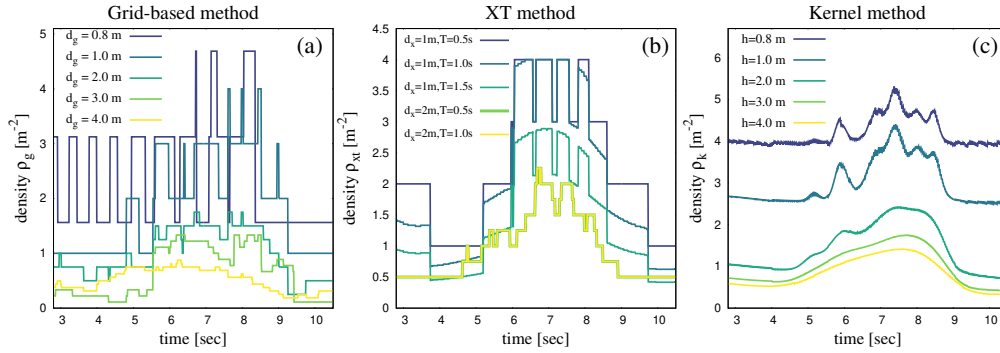 Grid-based method
XT method
Kernel method
(a)
d_g = 0.8 m
d_g = 1.0 m
d_g = 2.0 m
d_g = 3.0 m
d_g = 4.0 m
density ρ_g [m^-2]
5
4
3
2
1
0
3 4 5 6 7 8 9 10
time [sec]
(b)
d_x=1m,T=0.5s
d_x=1m,T=1.0s
d_x=1m,T=1.5s
d_x=2m,T=0.5s
d_x=2m,T=1.0s
density ρ_xt [m^-2]
4.5
4
3.5
3
2.5
2
1.5
1
0.5
0
3 4 5 6 7 8 9 10
time [sec]
(c)
h=0.8 m
h=1.0 m
h=2.0 m
h=3.0 m
h=4.0 m
density ρ_k [m^-2]
6
5
4
3
2
1
0
3 4 5 6 7 8 9 10
time [sec]